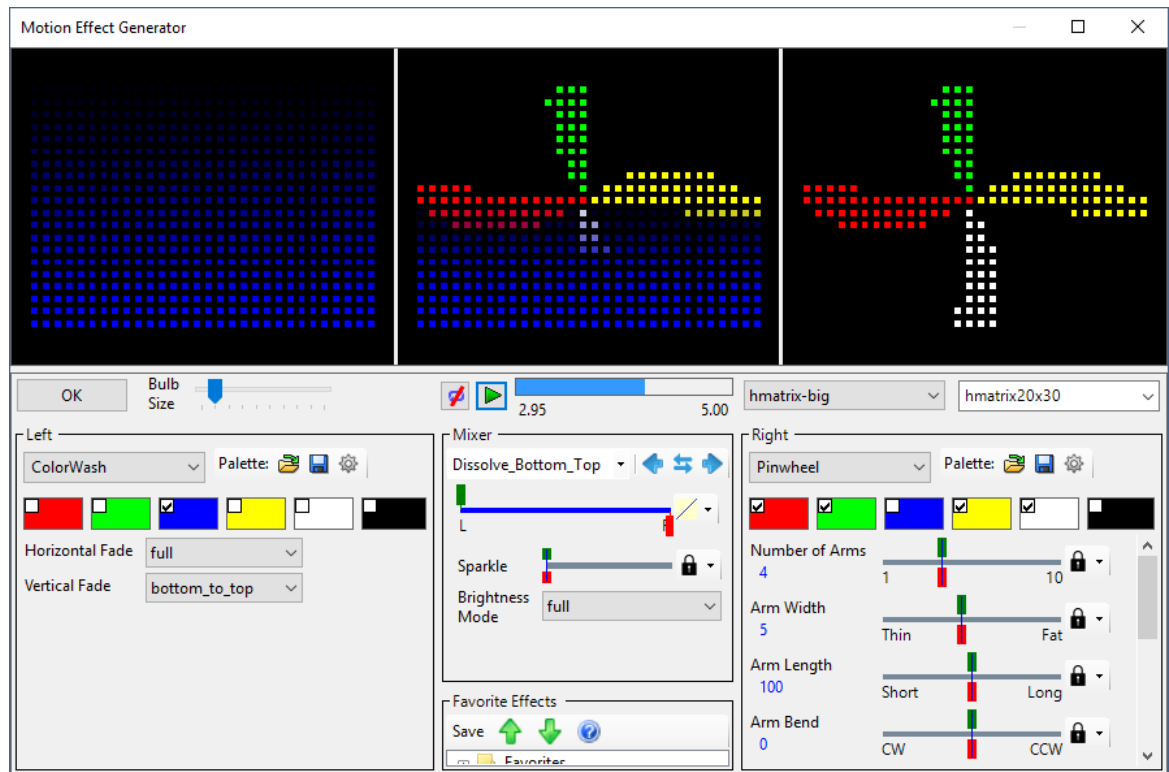 Motion Effect Generator
OK
Bulb
Size
2.95
5.00
hmatrix-big
hmatrix20x30
Left
ColorWash
Palette:
Horizontal Fade
full
Vertical Fade
bottom_to_top
Mixer
Dissolve_Bottom_Top
L
Sparkle
Brightness
Mode
full
Favorite Effects
Save
Favorites
Right
Pinwheel
Palette:
Number of Arms
4
1
10
Arm Width
5
Thin
Fat
Arm Length
100
Short
Long
Arm Bend
0
CW
CCW